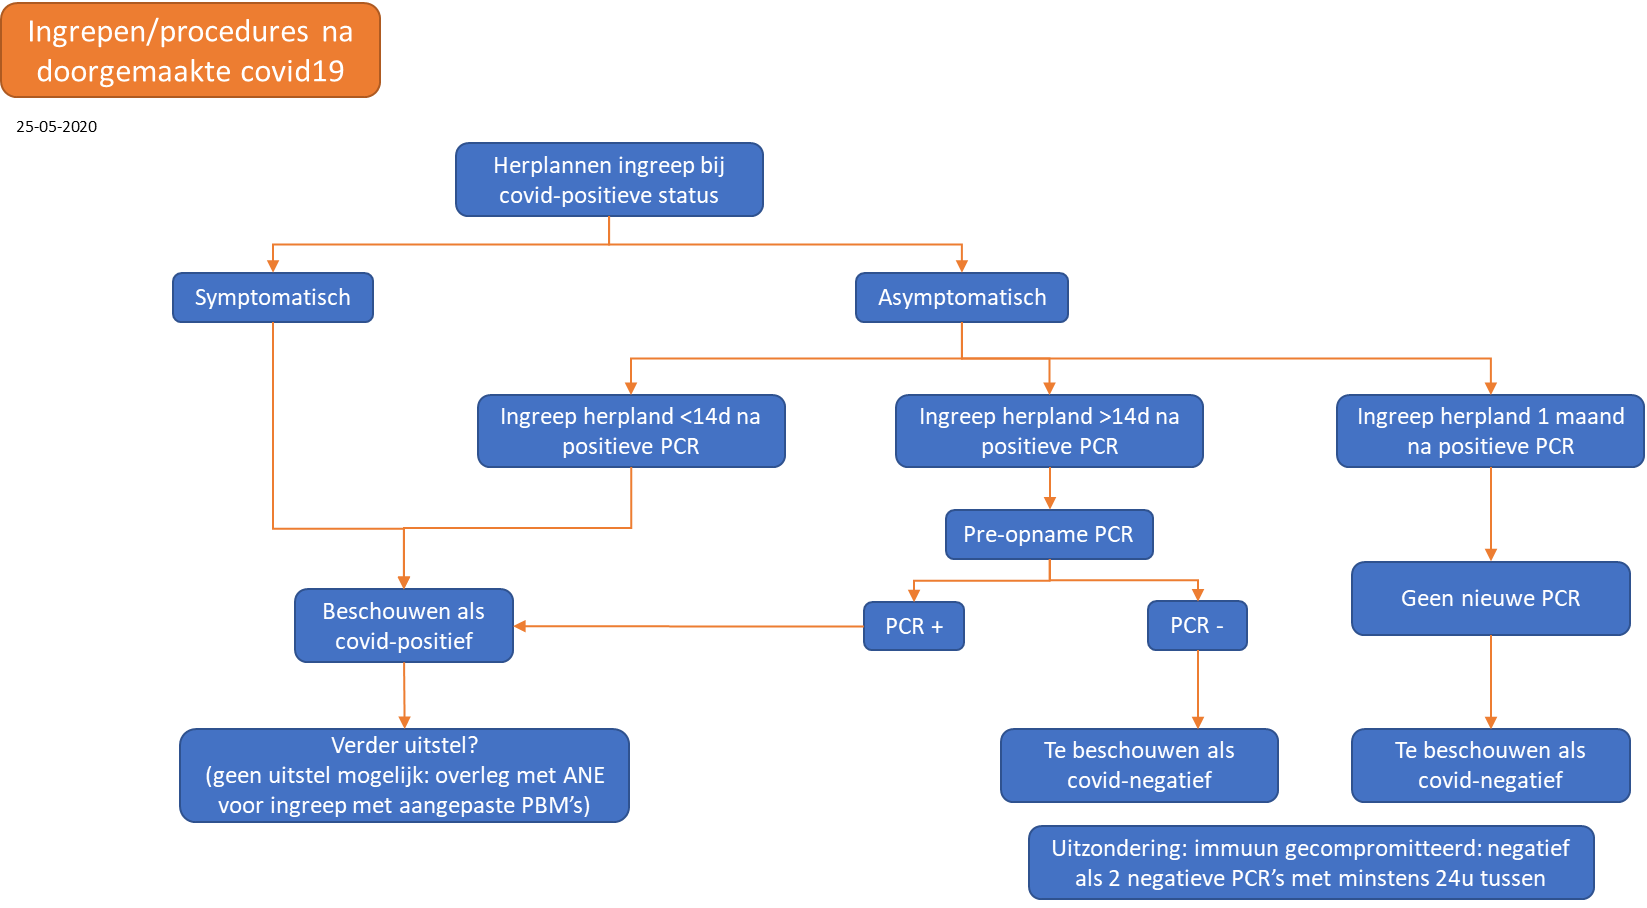 Ingrepen/procedures na
doorgemaakte covid19
25-05-2020
Herplannen ingreep bij
covid-positieve status
Symptomatisch
Asymptomatisch
Ingreep herpland <14d na
positieve PCR
Ingreep herpland >14d na
positieve PCR
Ingreep herpland 1 maand
na positieve PCR
Pre-opname PCR
Geen nieuwe PCR
Beschouwen als
covid-positief
PCR +
PCR -
Verder uitstel?
(geen uitstel mogelijk: overleg met ANE
voor ingreep met aangepaste PBM’s)
Te beschouwen als
covid-negatief
Te beschouwen als
covid-negatief
Uitzondering: immuun gecompromitteerd: negatief
als 2 negatieve PCR’s met minstens 24u tussen